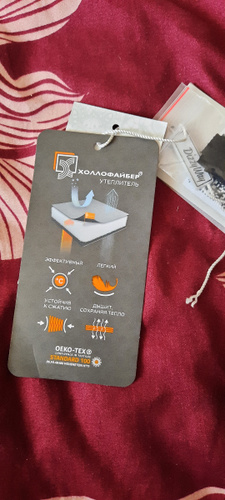 ХОЛЛОФАЙБЕР®
УТЕПЛИТЕЛЬ
ЭФФЕКТИВНЫЙ
ЛЕГКИЙ
УСТОЙЧИВ
К СЖАТИЮ
ДЫШИТ,
СОХРАНЯЯ ТЕПЛО
OEKO-TEX®
STANDARD 100